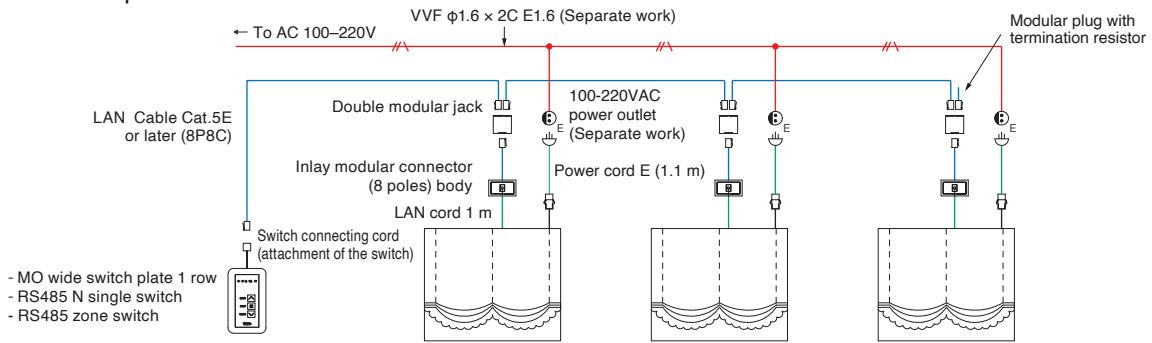 VVF φ1.6 × 2C E1.6 (Separate work)
← To AC 100–220V
Modular plug with
termination resistor
LAN Cable Cat.5E
or later (8P8C)
Double modular jack
100-220VAC
power outlet
(Separate work)
E
E
E
Inlay modular connector
(8 poles) body
Power cord E (1.1 m)
LAN cord 1 m
Switch connecting cord
(attachment of the switch)
- MO wide switch plate 1 row
- RS485 N single switch
- RS485 zone switch